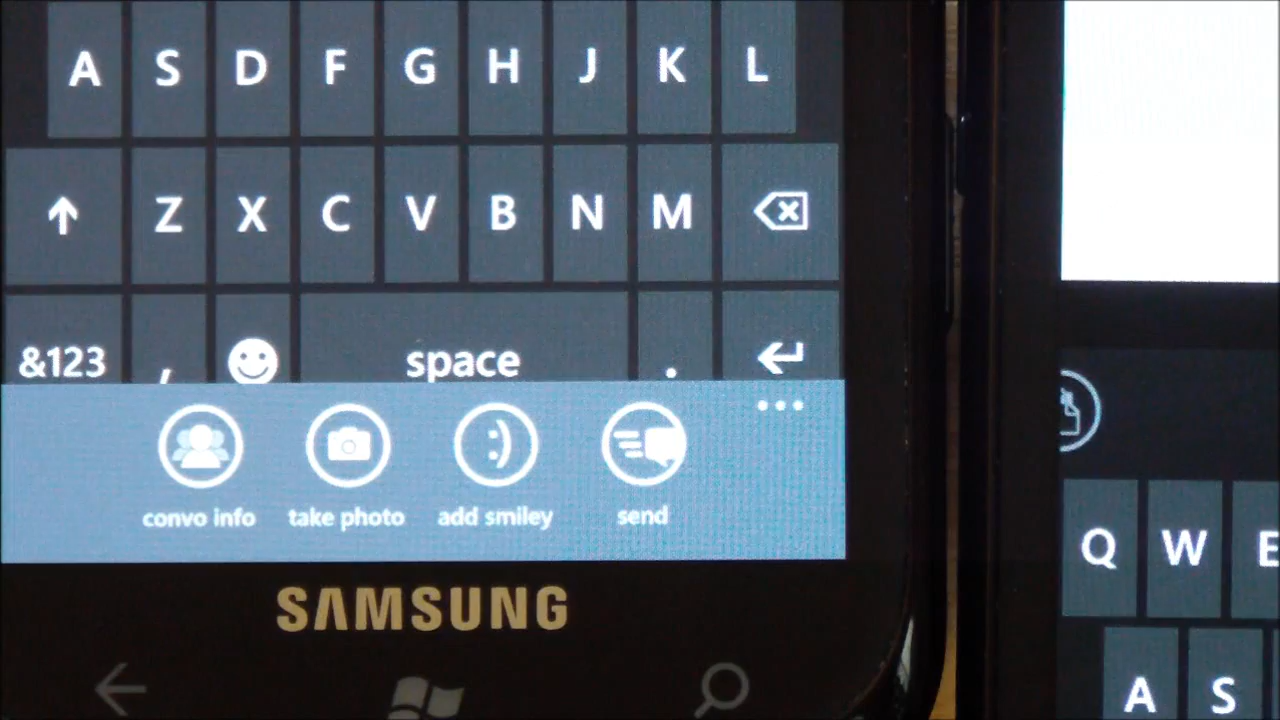 A S D F G H J K L
Z X C V B N M
&123 , space .
:)
convo info take photo add smiley send
SAMSUNG
Q W E
A S